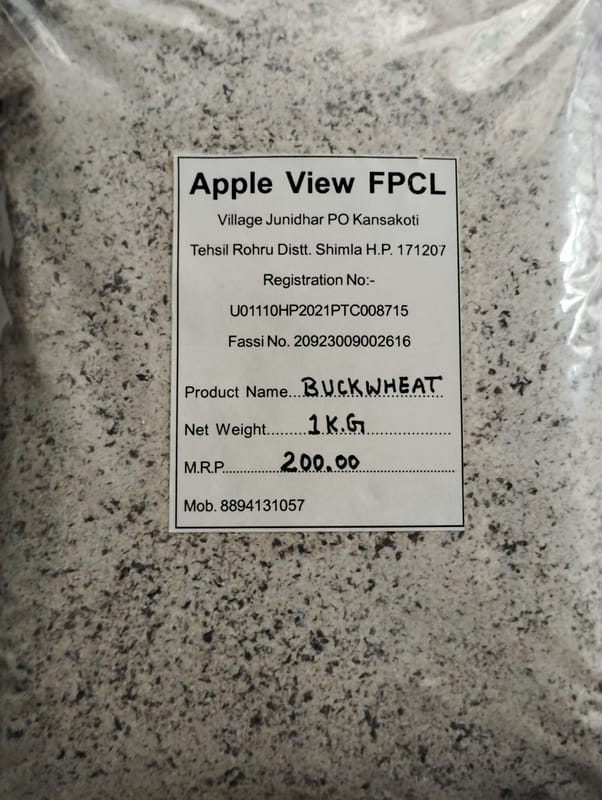 Apple View FPCL
Village Junidhar PO Kansakoti
Tehsil Rohru Distt. Shimla H.P. 171207
Registration No:-
U01110HP2021PTC008715
Fassi No. 20923009002616
Product Name...BUCKWHEAT
Net Weight.......1K.G...............
M.R.P..........200.00...............
Mob. 8894131057